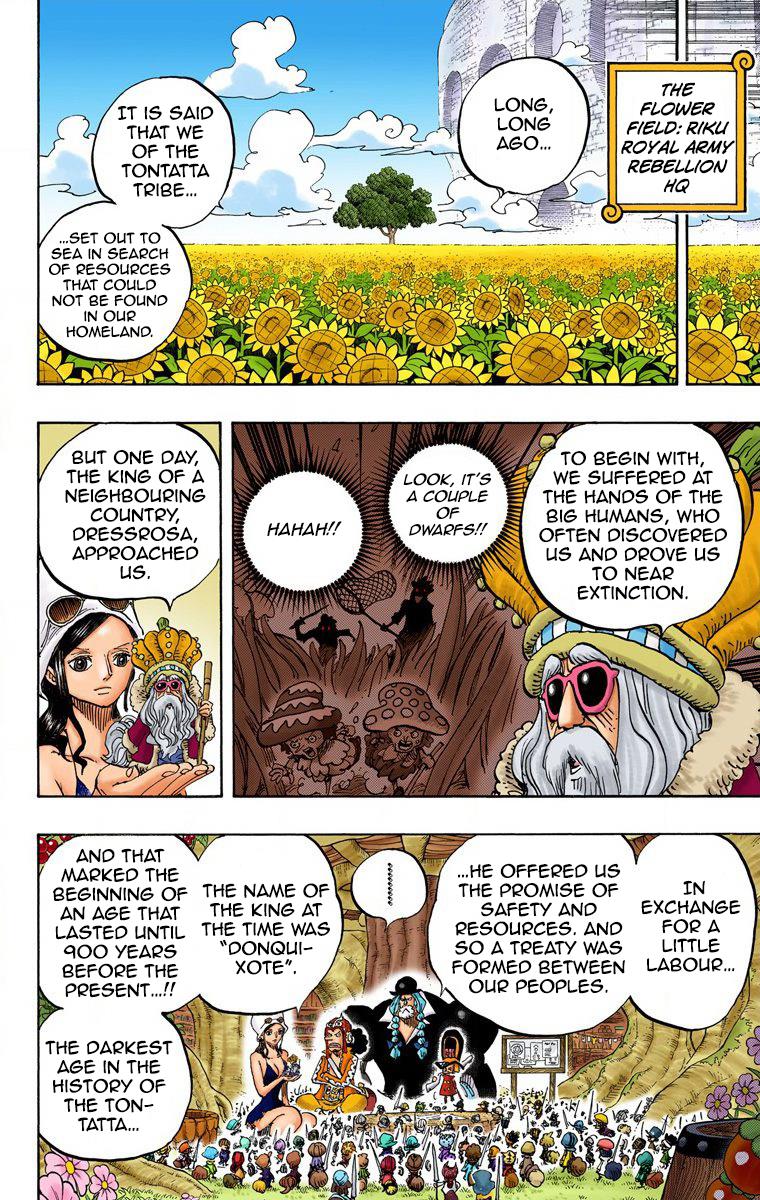 THE
FLOWER
FIELD: RIKU
ROYAL ARMY
REBELLION
HQ
LONG,
LONG
AGO...
IT IS SAID
THAT WE
OF THE
TONTATTA
TRIBE...
...SET OUT TO
SEA IN SEARCH
OF RESOURCES
THAT COULD
NOT BE FOUND
IN OUR
HOMELAND.
TO BEGIN WITH,
WE SUFFERED AT
THE HANDS OF THE
BIG HUMANS, WHO
OFTEN DISCOVERED
US AND DROVE US
TO NEAR
EXTINCTION.
LOOK, IT'S
A COUPLE
OF
DWARFS!!
HAHAH!!
BUT ONE DAY,
THE KING OF A
NEIGHBOURING
COUNTRY,
DRESSROSA,
APPROACHED
US.
IN
EXCHANGE
FOR A
LITTLE
LABOUR...
...HE OFFERED US
THE PROMISE OF
SAFETY AND
RESOURCES. AND
SO A TREATY WAS
FORMED BETWEEN
OUR PEOPLES.
.........
THE NAME OF
THE KING AT
THE TIME WAS
"DONQUI-
XOTE".
AND THAT
MARKED THE
BEGINNING OF
AN AGE THAT
LASTED UNTIL
900 YEARS
BEFORE THE
PRESENT...!!
THE DARKEST
AGE IN THE
HISTORY OF
THE TON-
TATTA...